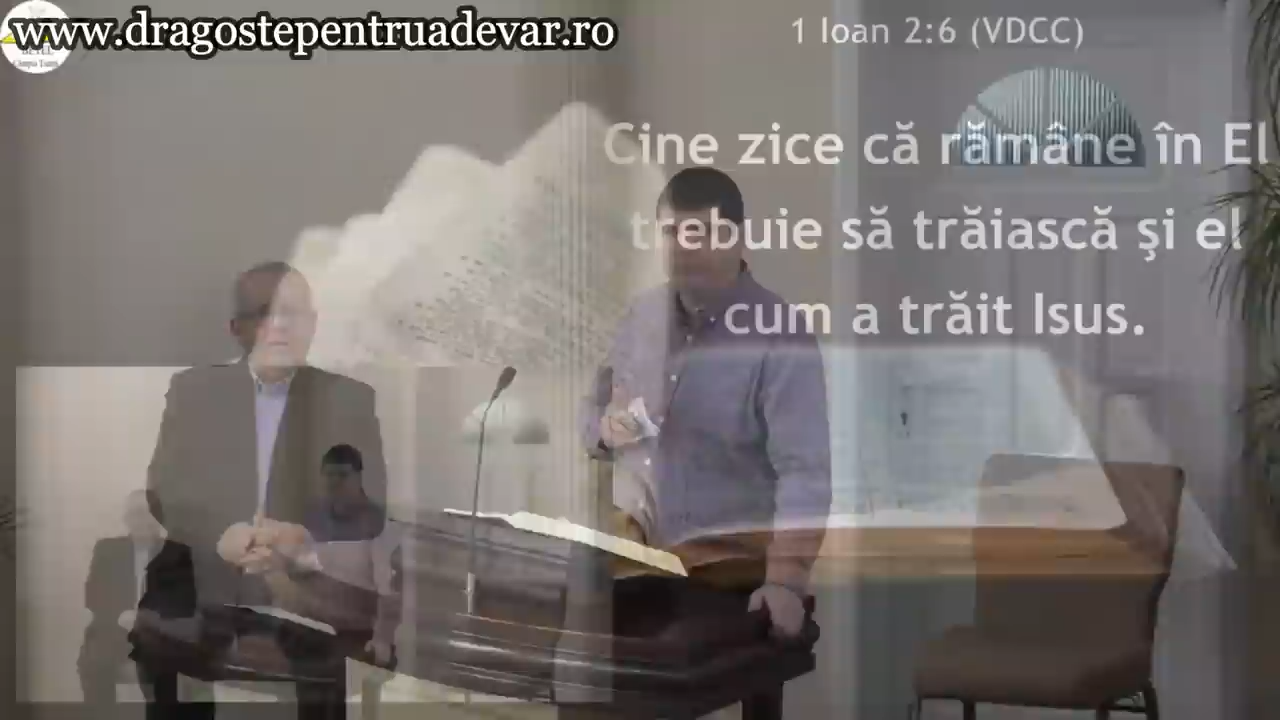 www.dragostepentruadevar.ro
1 Ioan 2:6 (VDCC)
Cine zice că rămâne în El
trebuie să trăiască şi el
cum a trăit Isus.